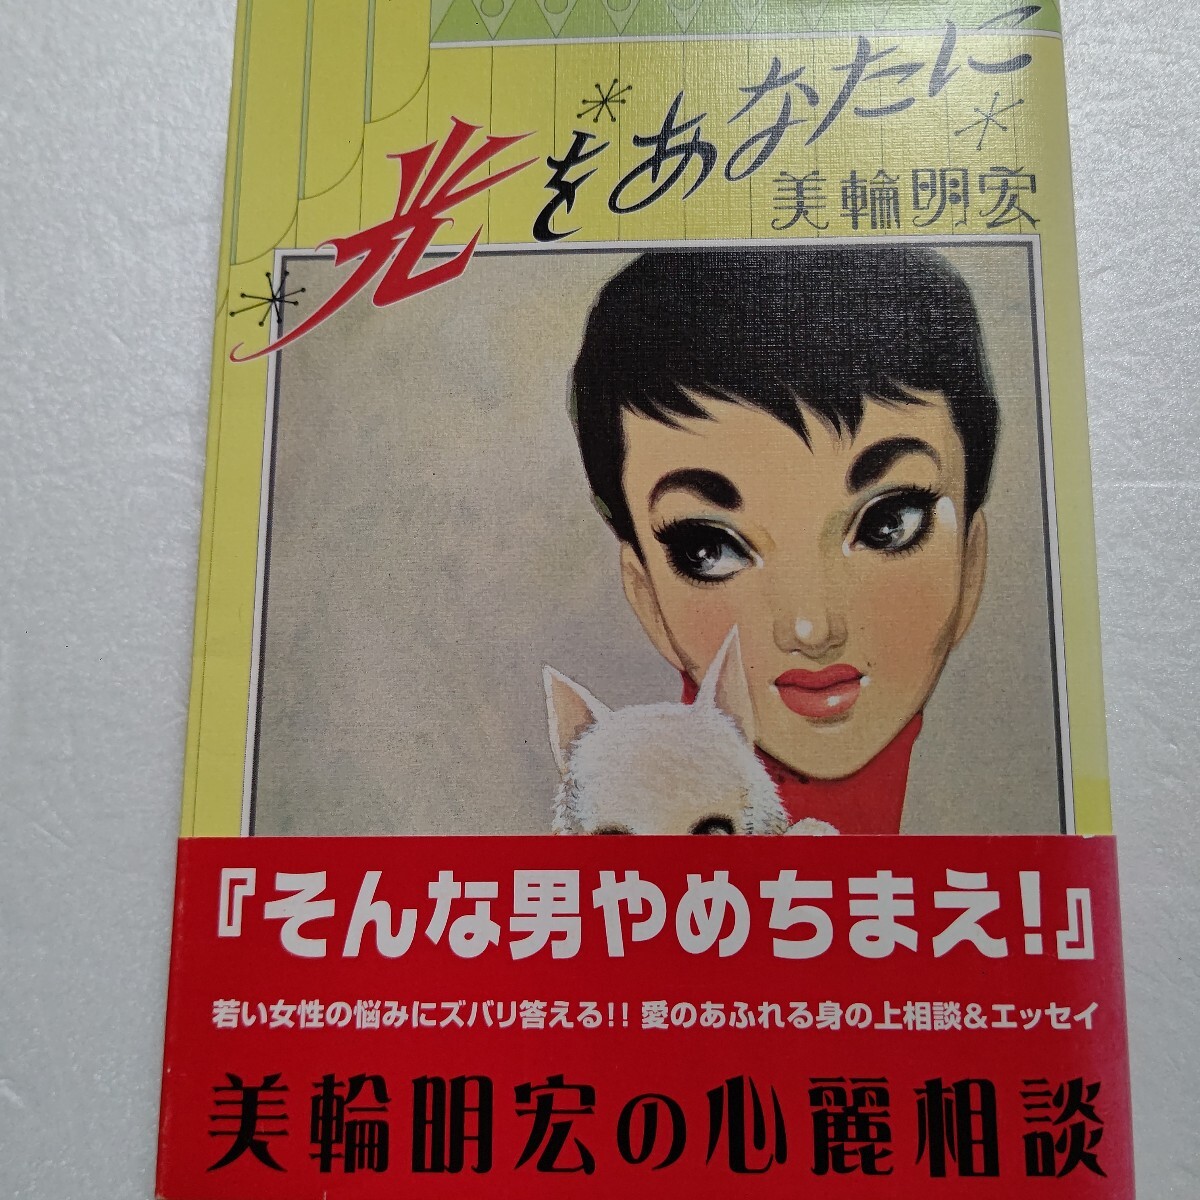 光をあなたに
美輪明宏
『そんな男やめちまえ!』
若い女性の悩みにズバリ答える!! 愛のあふれる身の上相談&エッセイ
美輪明宏の心麗相談